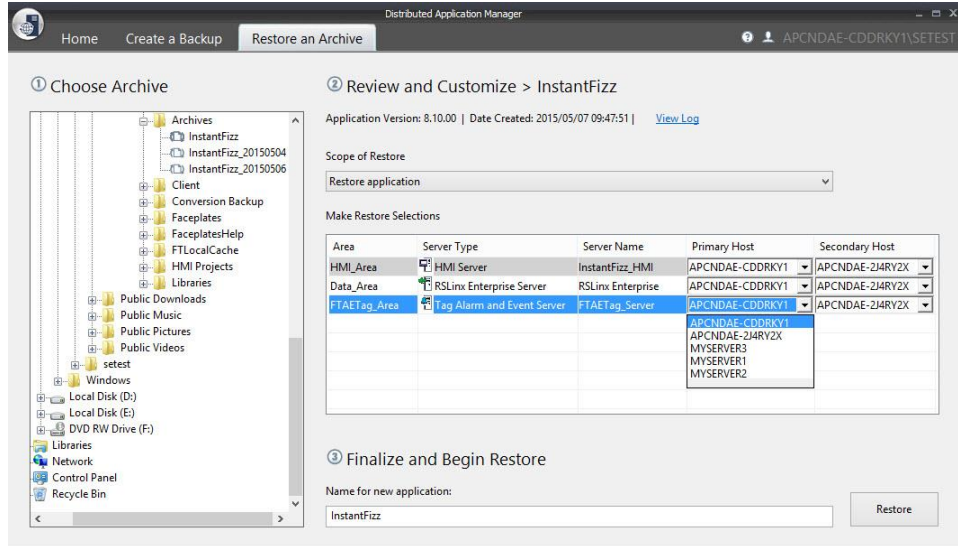 Distributed Application Manager
Home
Create a Backup
Restore an Archive
APCNDAE-CDDRKY1\SETEST
① Choose Archive
Archives
InstantFizz
InstantFizz_20150504
InstantFizz_20150506
Client
Conversion Backup
Faceplates
FaceplatesHelp
FTLocalCache
HMI Projects
Libraries
Public Downloads
Public Music
Public Pictures
Public Videos
setest
Windows
Local Disk (D:)
Local Disk (E:)
DVD RW Drive (F:)
Libraries
Network
Control Panel
Recycle Bin
② Review and Customize > InstantFizz
Application Version: 8.10.00 | Date Created: 2015/05/07 09:47:51 | View Log
Scope of Restore
Restore application
Make Restore Selections
Area Server Type Server Name Primary Host Secondary Host
HMI_Area HMI Server InstantFizz_HMI APCNDAE-CDDRKY1 APCNDAE-2J4RY2X
Data_Area RSLinx Enterprise Server RSLinx Enterprise APCNDAE-CDDRKY1 APCNDAE-2J4RY2X
FTAETag_Area Tag Alarm and Event Server FTAETag_Server APCNDAE-CDDRKY1 APCNDAE-2J4RY2X
APCNDAE-CDDRKY1
APCNDAE-2J4RY2X
MYSERVER3
MYSERVER1
MYSERVER2
③ Finalize and Begin Restore
Name for new application:
InstantFizz
Restore